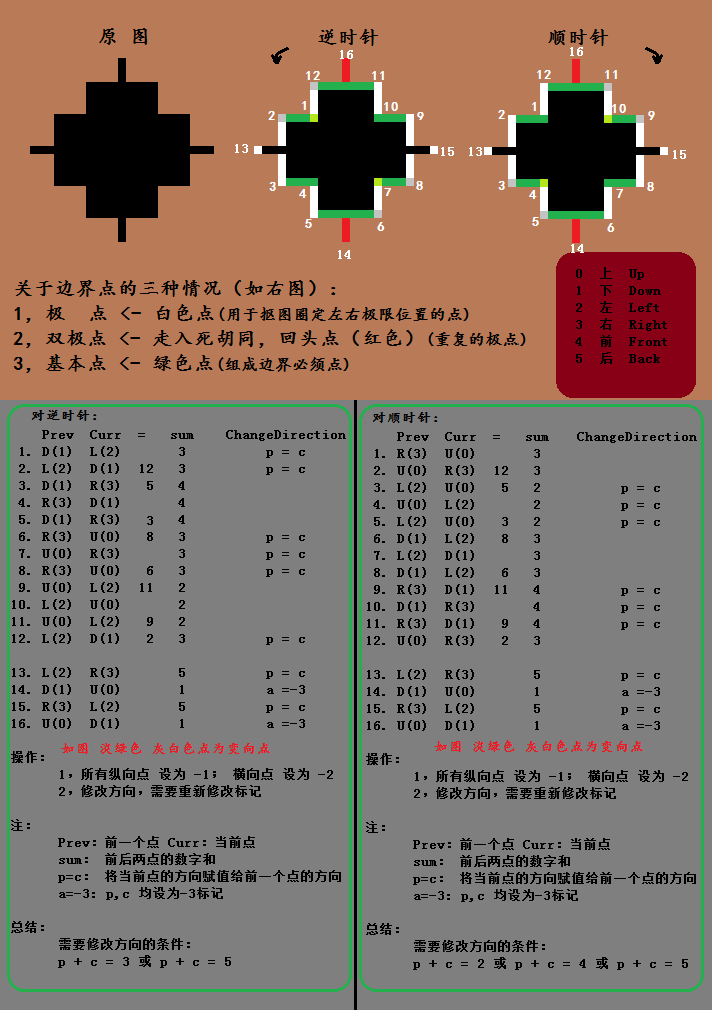 原 图
逆时针
顺时针
16
12 11
1 10
2 9
13 15
3 8
4 7
5 6
14
16
12 11
1 10
2 9
13 15
3 8
4 7
5 6
14
关于边界点的三种情况（如右图）：
1，极 点 <- 白色点(用于抠图圈定左右极限位置的点)
2，双极点 <- 走入死胡同，回头点（红色）(重复的极点)
3，基本点 <- 绿色点(组成边界必须点)
0 上 Up
1 下 Down
2 左 Left
3 右 Right
4 前 Front
5 后 Back
对逆时针：
Prev Curr = sum ChangeDirection
1. D(1) L(2) 3 p = c
2. L(2) D(1) 12 3 p = c
3. D(1) R(3) 5 4
4. R(3) D(1) 4
5. D(1) R(3) 3 4
6. R(3) U(0) 8 3 p = c
7. U(0) R(3) 3 p = c
8. R(3) U(0) 6 3 p = c
9. U(0) L(2) 11 2
10. L(2) U(0) 2
11. U(0) L(2) 9 2
12. L(2) D(1) 2 3 p = c
13. L(2) R(3) 5 p = c
14. D(1) U(0) 1 a =-3
15. R(3) L(2) 5 p = c
16. U(0) D(1) 1 a =-3
如图 淡绿色 灰白色点为变向点
操作：
1，所有纵向点 设为 -1； 横向点 设为 -2
2，修改方向，需要重新修改标记
注：
Prev：前一个点 Curr：当前点
sum： 前后两点的数字和
p=c： 将当前点的方向赋值给前一个点的方向
a=-3：p,c 均设为-3标记
总结：
需要修改方向的条件：
p + c = 3 或 p + c = 5
对顺时针：
Prev Curr = sum ChangeDirection
1. R(3) U(0) 3
2. U(0) R(3) 12 3
3. L(2) U(0) 5 2 p = c
4. U(0) L(2) 2 p = c
5. L(2) U(0) 3 2 p = c
6. D(1) L(2) 8 3
7. L(2) D(1) 3
8. D(1) L(2) 6 3
9. R(3) D(1) 11 4 p = c
10. D(1) R(3) 4 p = c
11. R(3) D(1) 9 4 p = c
12. U(0) R(3) 2 3
13. L(2) R(3) 5 p = c
14. D(1) U(0) 1 a =-3
15. R(3) L(2) 5 p = c
16. U(0) D(1) 1 a =-3
如图 淡绿色 灰白色点为变向点
操作：
1，所有纵向点 设为 -1； 横向点 设为 -2
2，修改方向，需要重新修改标记
注：
Prev：前一个点 Curr：当前点
sum： 前后两点的数字和
p=c： 将当前点的方向赋值给前一个点的方向
a=-3：p,c 均设为-3标记
总结：
需要修改方向的条件：
p + c = 2 或 p + c = 4 或 p + c = 5